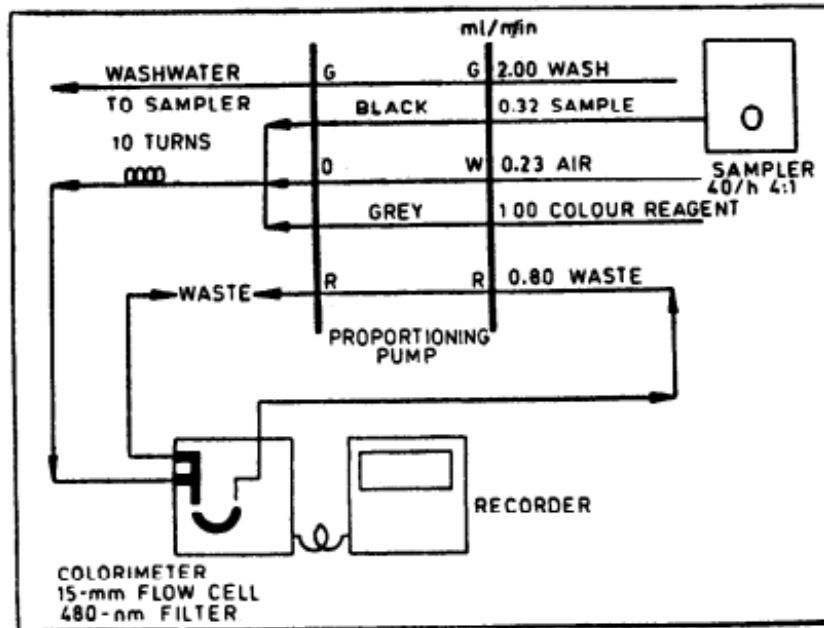 ml/min
WASHWATER G G 2.00 WASH
TO SAMPLER BLACK 0.32 SAMPLE
10 TURNS
O W 0.23 AIR
SAMPLER
40/h 4:1
GREY 1.00 COLOUR REAGENT
WASTE R R 0.80 WASTE
PROPORTIONING
PUMP
RECORDER
COLORIMETER
15-mm FLOW CELL
480-nm FILTER